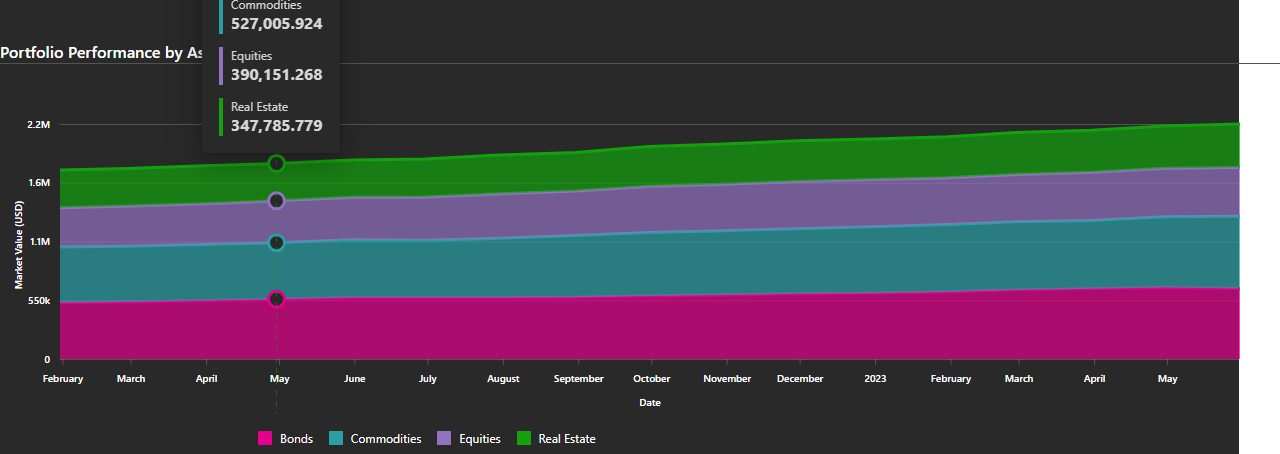 Commodities
527,005.924
Portfolio Performance by As
Equities
390,151.268
Real Estate
347,785.779
2.2M
1.6M
1.1M
550k
0
Market Value (USD)
February March April May June July August September October November December 2023 February March April May
Date
Bonds Commodities Equities Real Estate